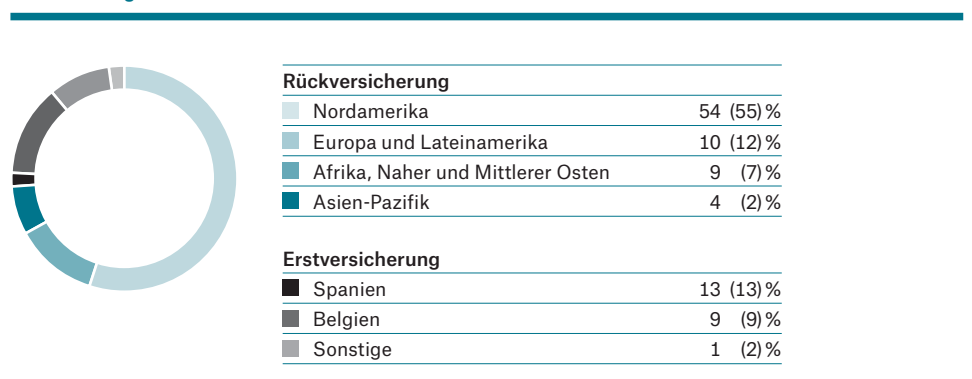 Rückversicherung
Nordamerika 54 (55) %
Europa und Lateinamerika 10 (12) %
Afrika, Naher und Mittlerer Osten 9 (7) %
Asien-Pazifik 4 (2) %
Erstversicherung
Spanien 13 (13) %
Belgien 9 (9) %
Sonstige 1 (2) %